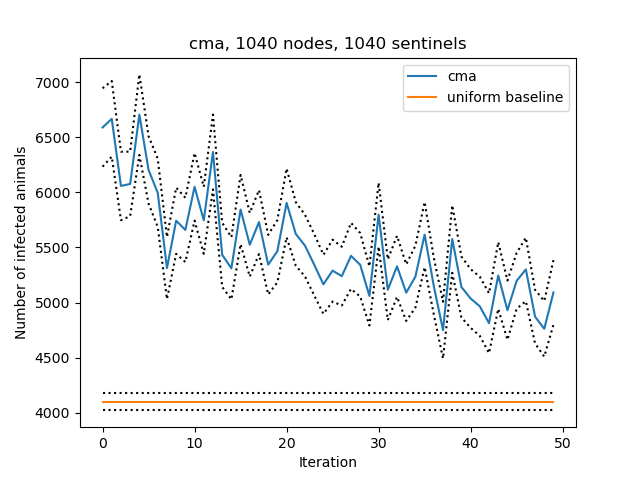 cma, 1040 nodes, 1040 sentinels
cma
uniform baseline
Number of infected animals
7000
6500
6000
5500
5000
4500
4000
0 10 20 30 40 50
Iteration